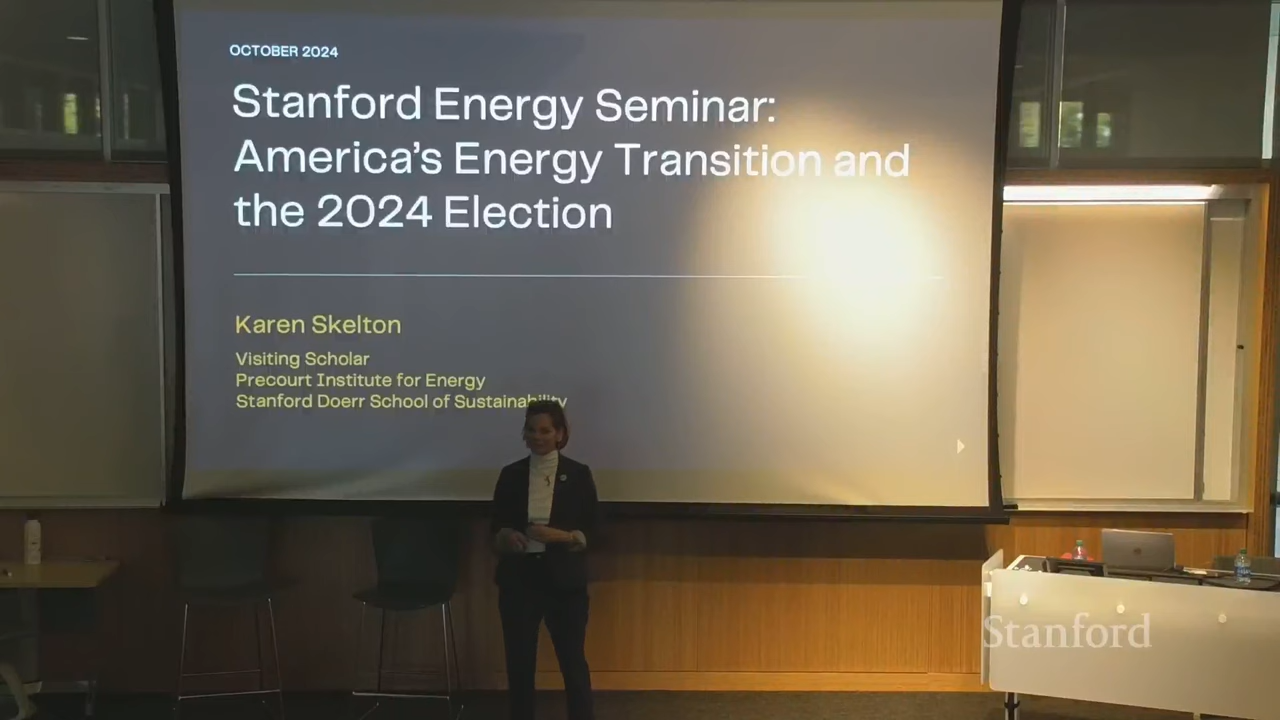 OCTOBER 2024
Stanford Energy Seminar:
America's Energy Transition and
the 2024 Election
Karen Skelton
Visiting Scholar
Precourt Institute for Energy
Stanford Doerr School of Sustainability
Stanford